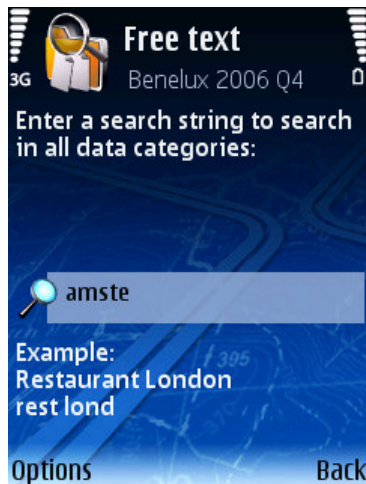 Free text
3G
Benelux 2006 Q4
Enter a search string to search
in all data categories:
amste
395
Example:
Restaurant London
rest lond
Options Back